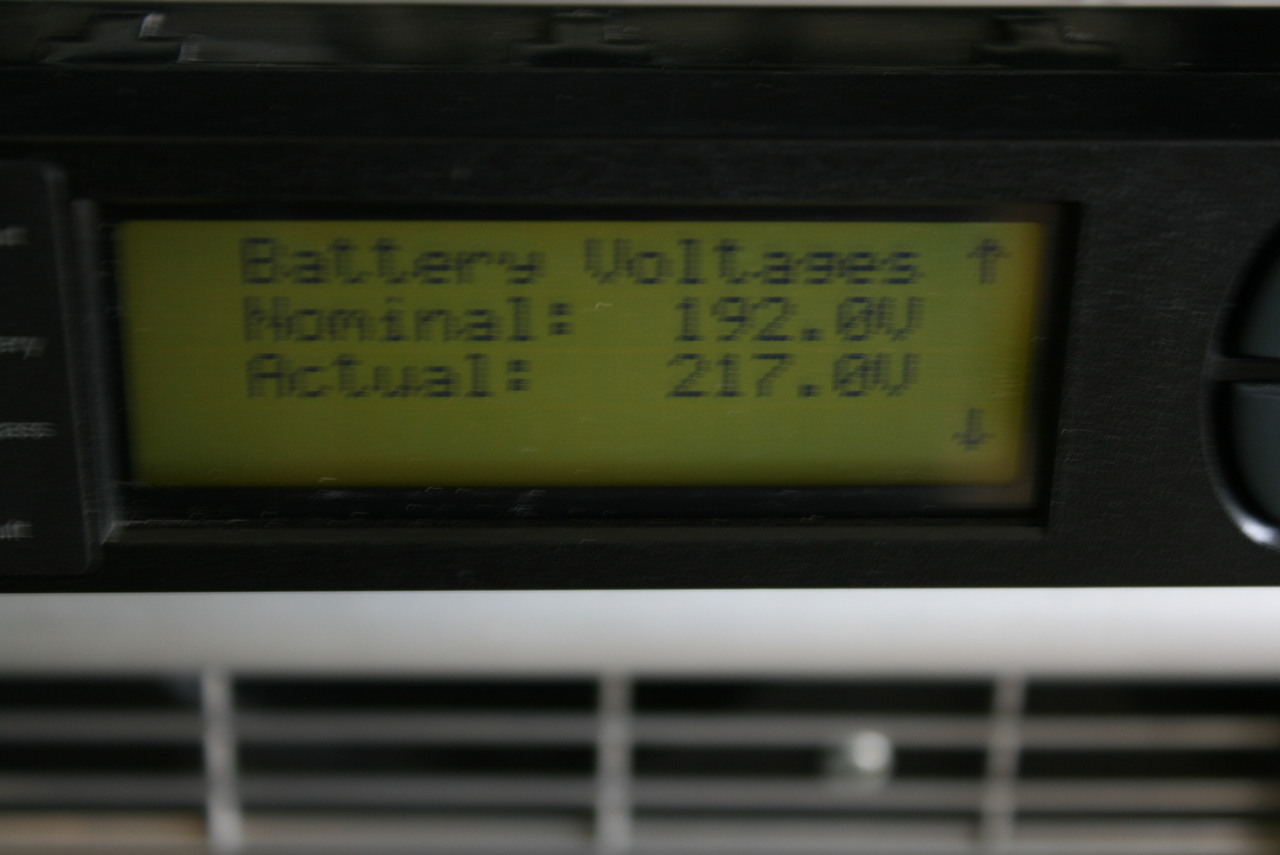 Battery Voltages ↑
Nominal: 192.0V
Actual: 217.0V
↓